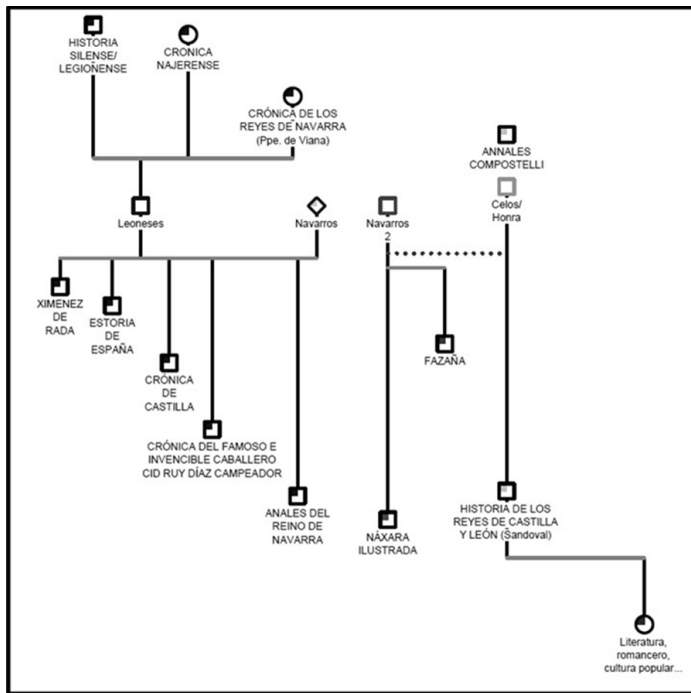 HISTORIA
SILENSE/
LEGIOÑENSE
CRÓNICA
NAJERENSE
CRÓNICA DE LOS
REYES DE NAVARRA
(Ppe. de Viana)
ANNALES
COMPOSTELLI
Celos/
Honra
Leoneses
Navarros
Navarros
2
XIMENEZ
DE
RADA
ESTORIA
DE
ESPAÑA
CRÓNICA
DE
CASTILLA
FAZAÑA
CRÓNICA DEL FAMOSO E
INVENCIBLE CABALLERO
CID RUY DÍAZ CAMPEADOR
ANALES DEL
REINO DE
NAVARRA
NÁXARA
ILUSTRADA
HISTORIA DE LOS
REYES DE CASTILLA
Y LEÓN (Sandoval)
Literatura,
romancero,
cultura popular...